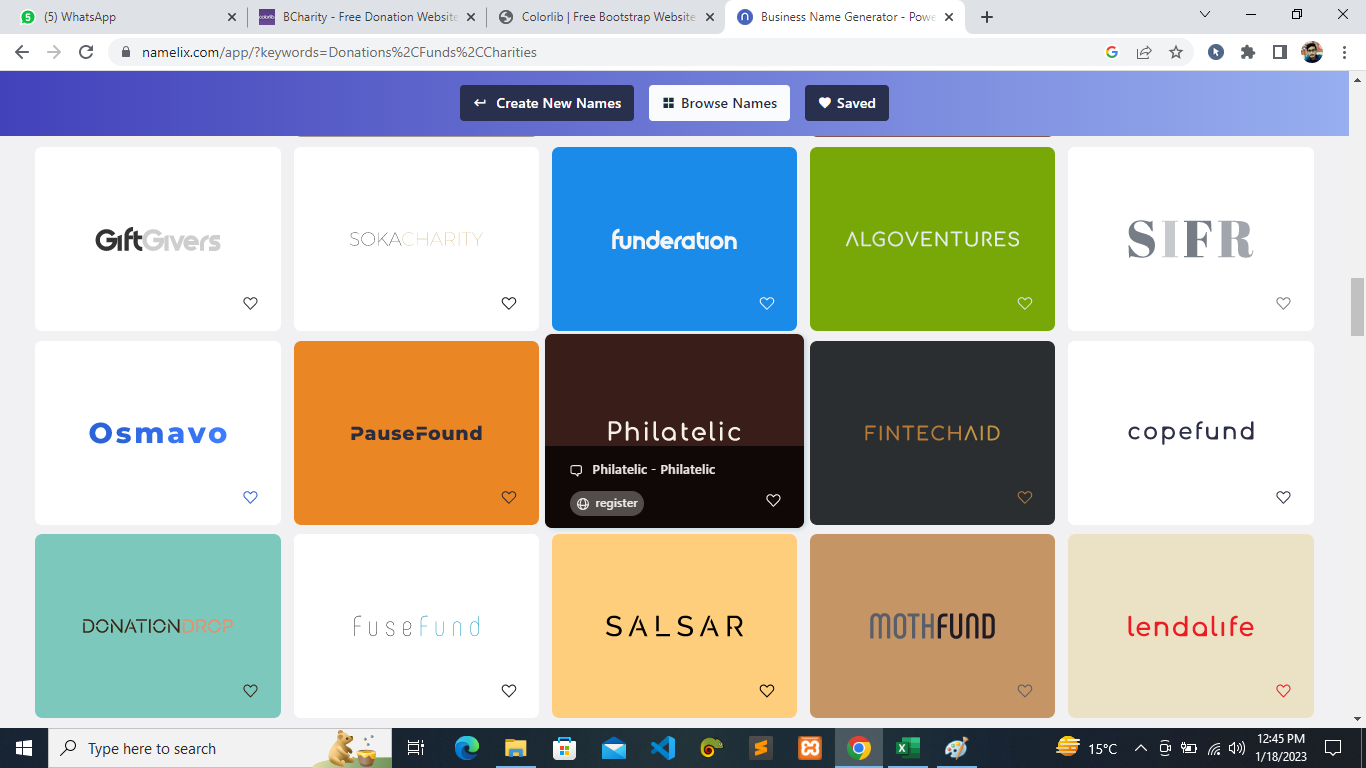 (5) WhatsApp
BCharity - Free Donation Website
Colorlib | Free Bootstrap Website
Business Name Generator - Pow
namelix.com/app/?keywords=Donations%2CFunds%2CCharities
Create New Names
Browse Names
Saved
GiftGivers
SOKACHARITY
funderation
ALGOVENTURES
SIFR
Osmavo
PauseFound
Philatelic
Philatelic - Philatelic
register
FINTECHAID
copefund
DONATIONDROP
FuseFund
SALSAR
MOTHFUND
lendalife
Type here to search
15°C
12:45 PM
1/18/2023